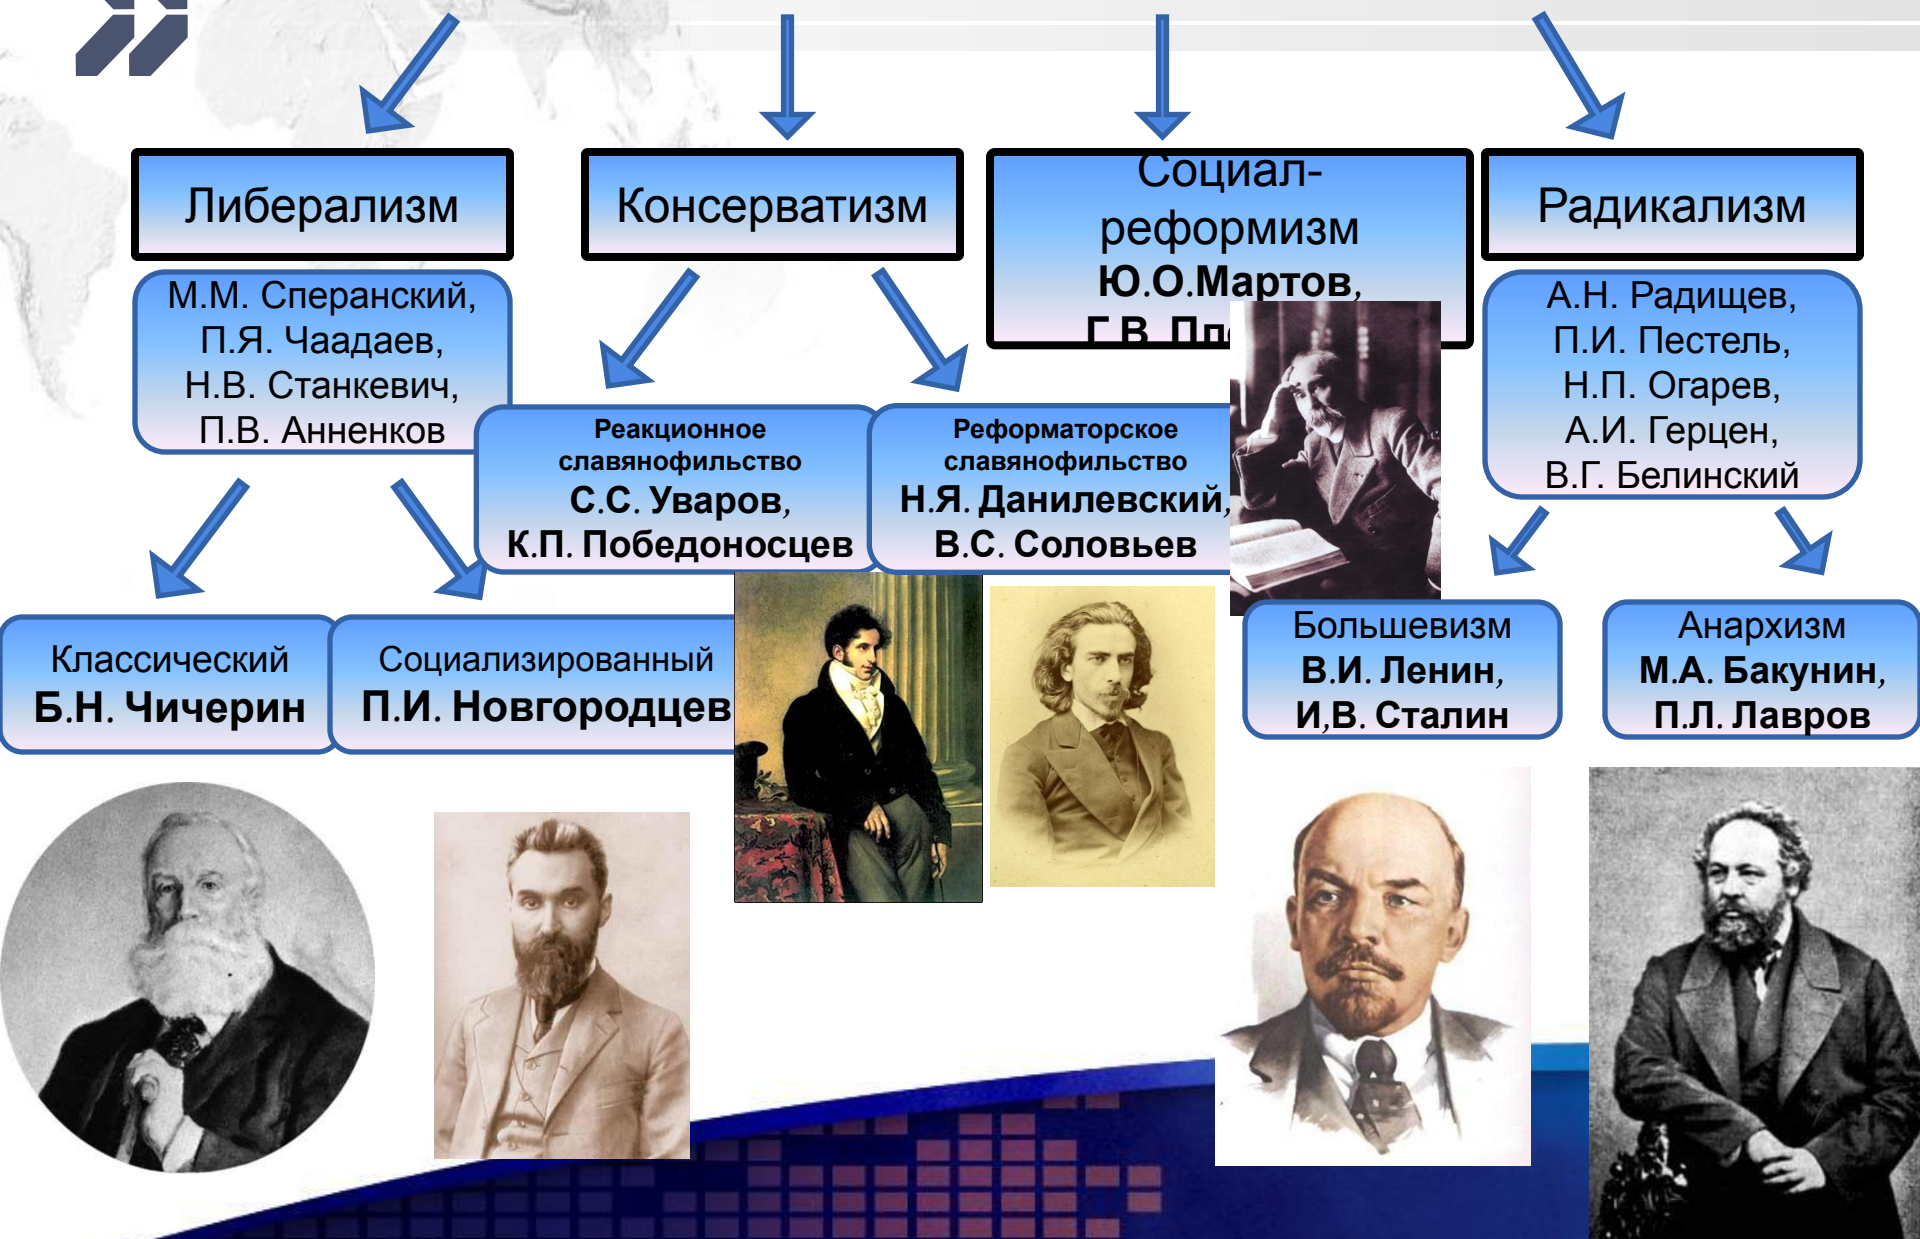 Либерализм
Консерватизм
Социал-
реформизм
Ю.О.Мартов,
Г.В.
Радикализм
М.М. Сперанский,
П.Я. Чаадаев,
Н.В. Станкевич,
П.В. Анненков
А.Н. Радищев,
П.И. Пестель,
Н.П. Огарев,
А.И. Герцен,
В.Г. Белинский
Реакционное
славянофильство
С.С. Уваров,
К.П. Победоносцев
Реформаторское
славянофильство
Н.Я. Данилевский,
В.С. Соловьев
Классический
Б.Н. Чичерин
Социализированный
П.И. Новгородцев
Большевизм
В.И. Ленин,
И,В. Сталин
Анархизм
М.А. Бакунин,
П.Л. Лавров